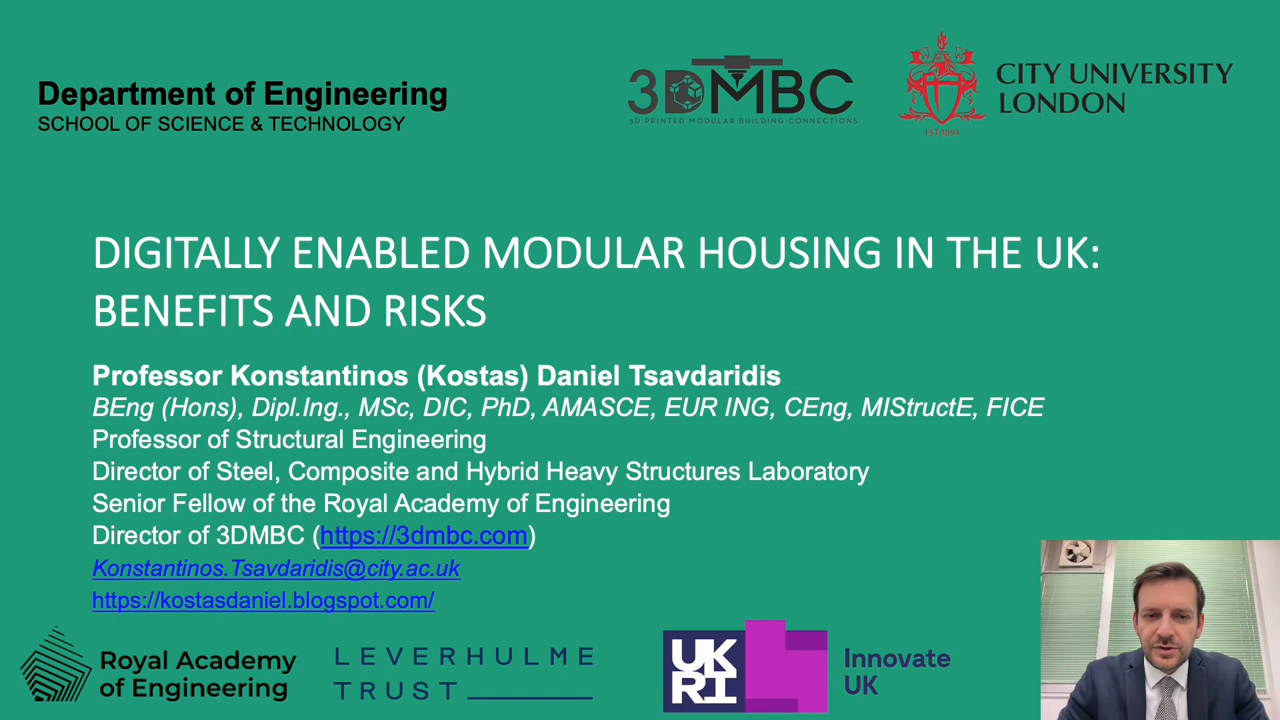 Department of Engineering
SCHOOL OF SCIENCE & TECHNOLOGY
3DMBC
3D PRINTED MODULAR BUILDING CONNECTIONS
CITY UNIVERSITY
LONDON
EST 1894
DIGITALLY ENABLED MODULAR HOUSING IN THE UK:
BENEFITS AND RISKS
Professor Konstantinos (Kostas) Daniel Tsavdaridis
BEng (Hons), Dipl.Ing., MSc, DIC, PhD, AMASCE, EUR ING, CEng, MIStructE, FICE
Professor of Structural Engineering
Director of Steel, Composite and Hybrid Heavy Structures Laboratory
Senior Fellow of the Royal Academy of Engineering
Director of 3DMBC (https://3dmbc.com)
Konstantinos.Tsavdaridis@city.ac.uk
https://kostasdaniel.blogspot.com/
Royal Academy
of Engineering
LEVERHULME
TRUST
UK
RI
Innovate
UK